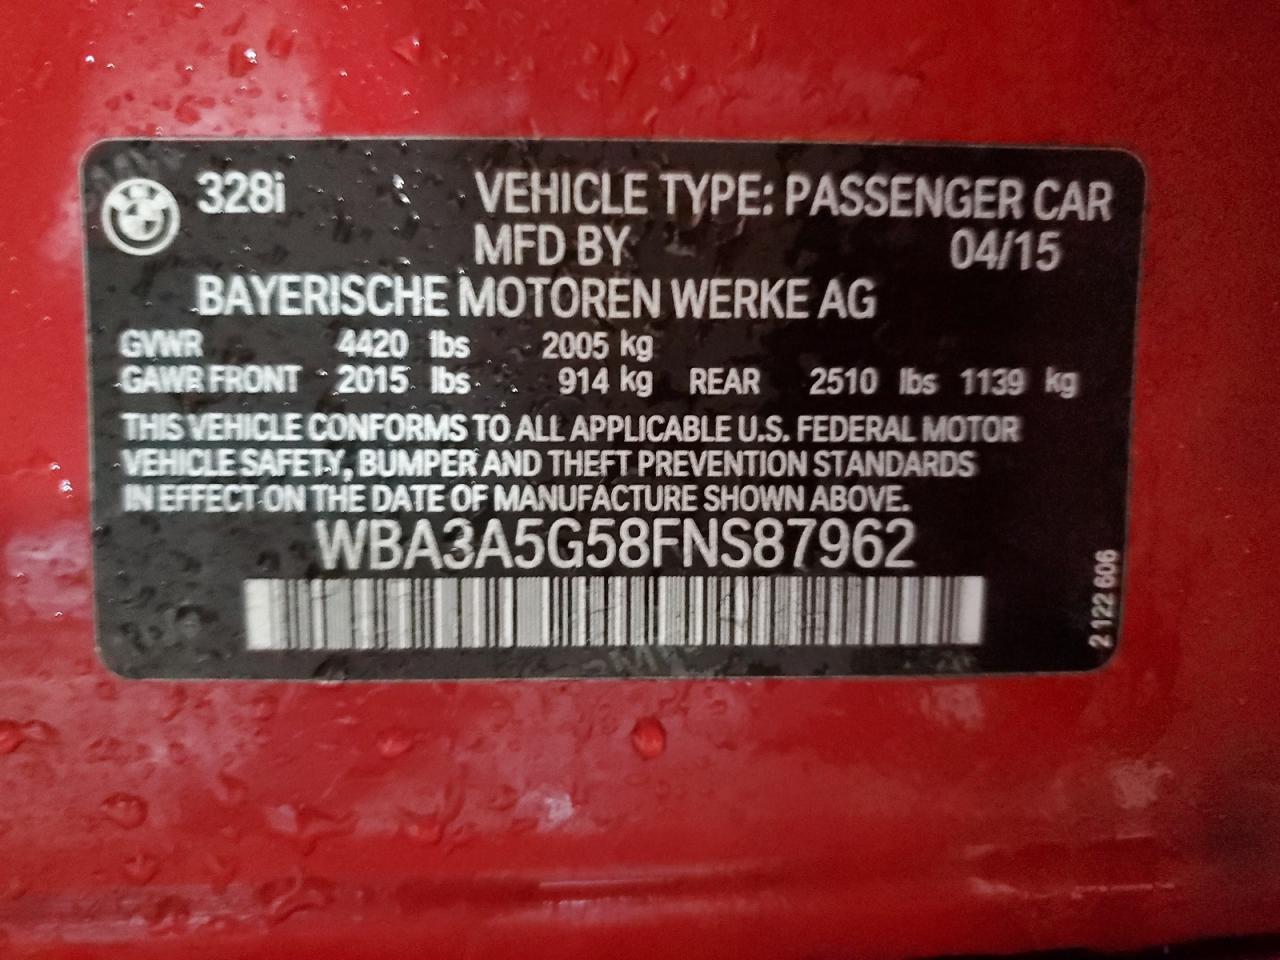 328i VEHICLE TYPE: PASSENGER CAR
MFD BY 04/15
BAYERISCHE MOTOREN WERKE AG
GVWR 4420 lbs 2005 kg
GAWR FRONT 2015 lbs 914 kg REAR 2510 lbs 1139 kg
THIS VEHICLE CONFORMS TO ALL APPLICABLE U.S. FEDERAL MOTOR
VEHICLE SAFETY, BUMPER AND THEFT PREVENTION STANDARDS
IN EFFECT ON THE DATE OF MANUFACTURE SHOWN ABOVE.
WBA3A5G58FNS87962
2 122 606